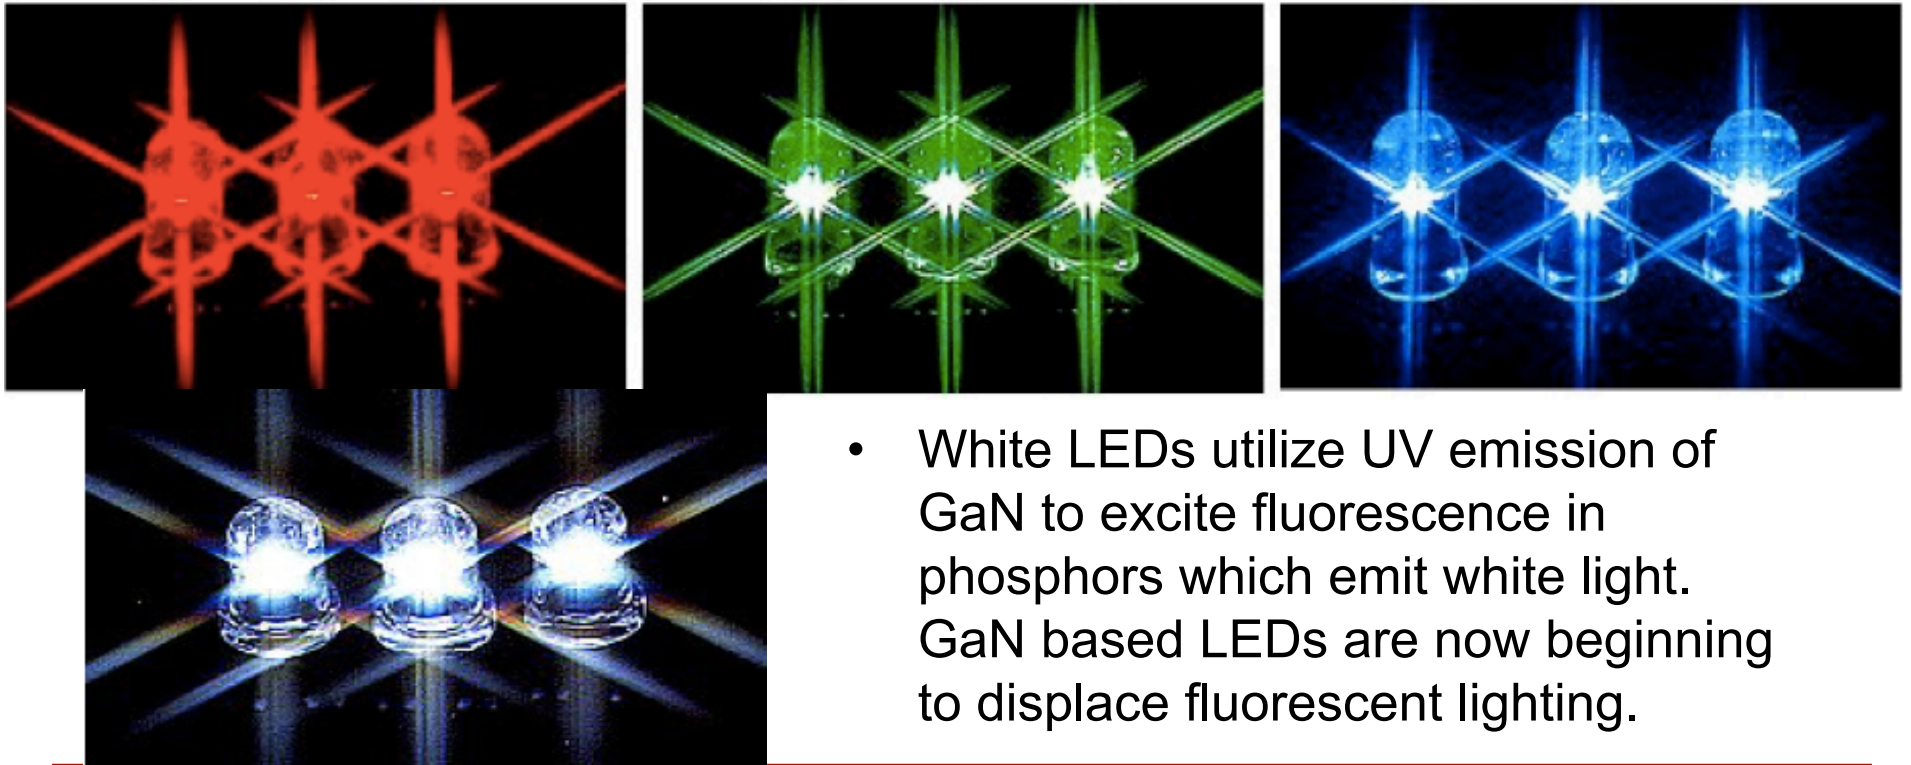 • White LEDs utilize UV emission of
GaN to excite fluorescence in
phosphors which emit white light.
GaN based LEDs are now beginning
to displace fluorescent lighting.